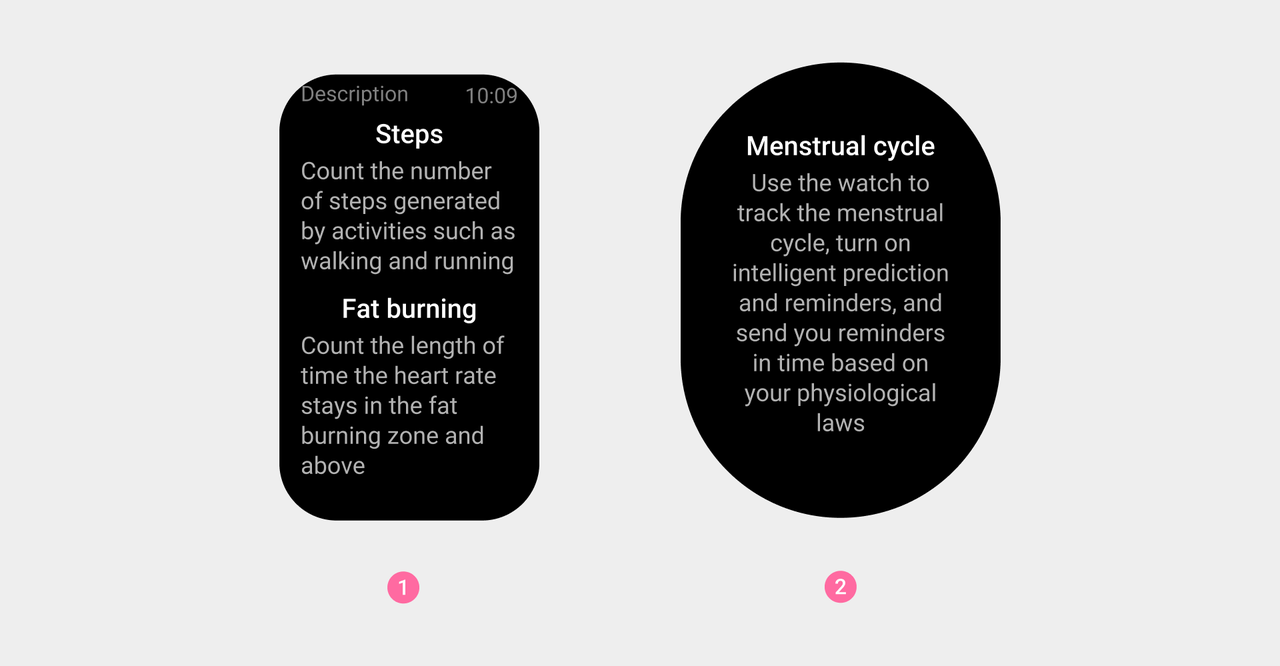 Description
10:09
Steps
Count the number
of steps generated
by activities such as
walking and running
Fat burning
Count the length of
time the heart rate
stays in the fat
burning zone and
above
1
Menstrual cycle
Use the watch to
track the menstrual
cycle, turn on
intelligent prediction
and reminders, and
send you reminders
in time based on
your physiological
laws
2